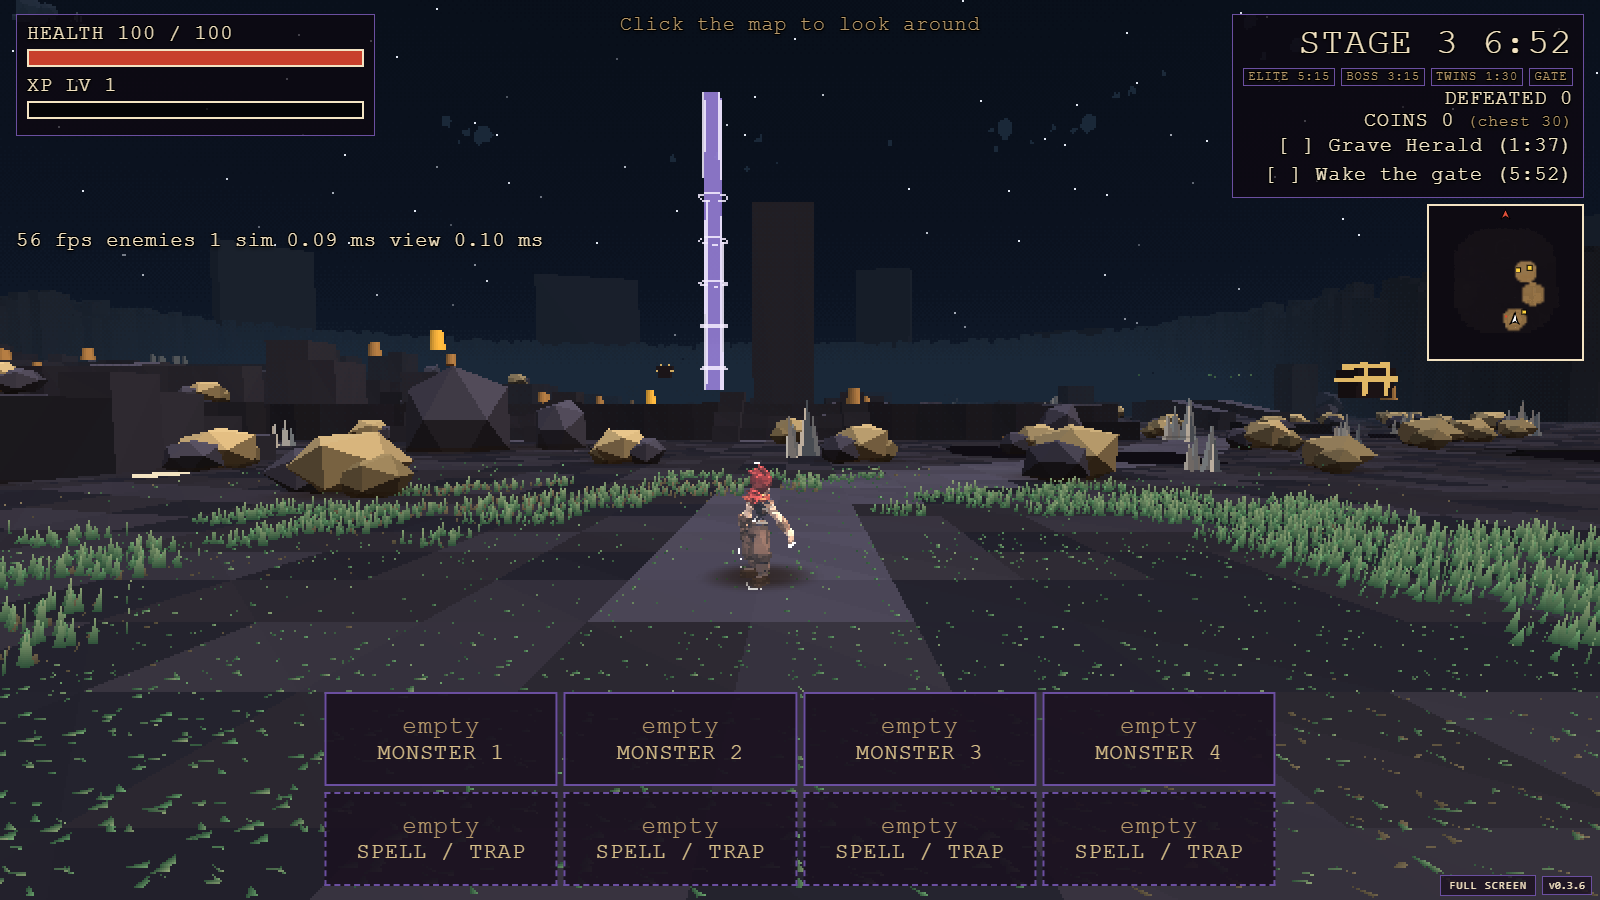 HEALTH 100 / 100
XP LV 1
Click the map to look around
STAGE 3 6:52
ELITE 5:15 BOSS 3:15 TWINS 1:30 GATE
DEFEATED 0
COINS 0 (chest 30)
[ ] Grave Herald (1:37)
[ ] Wake the gate (5:52)
56 fps enemies 1 sim 0.09 ms view 0.10 ms
empty empty empty empty
MONSTER 1 MONSTER 2 MONSTER 3 MONSTER 4
empty empty empty empty
SPELL / TRAP SPELL / TRAP SPELL / TRAP SPELL / TRAP
FULL SCREEN v0.3.6